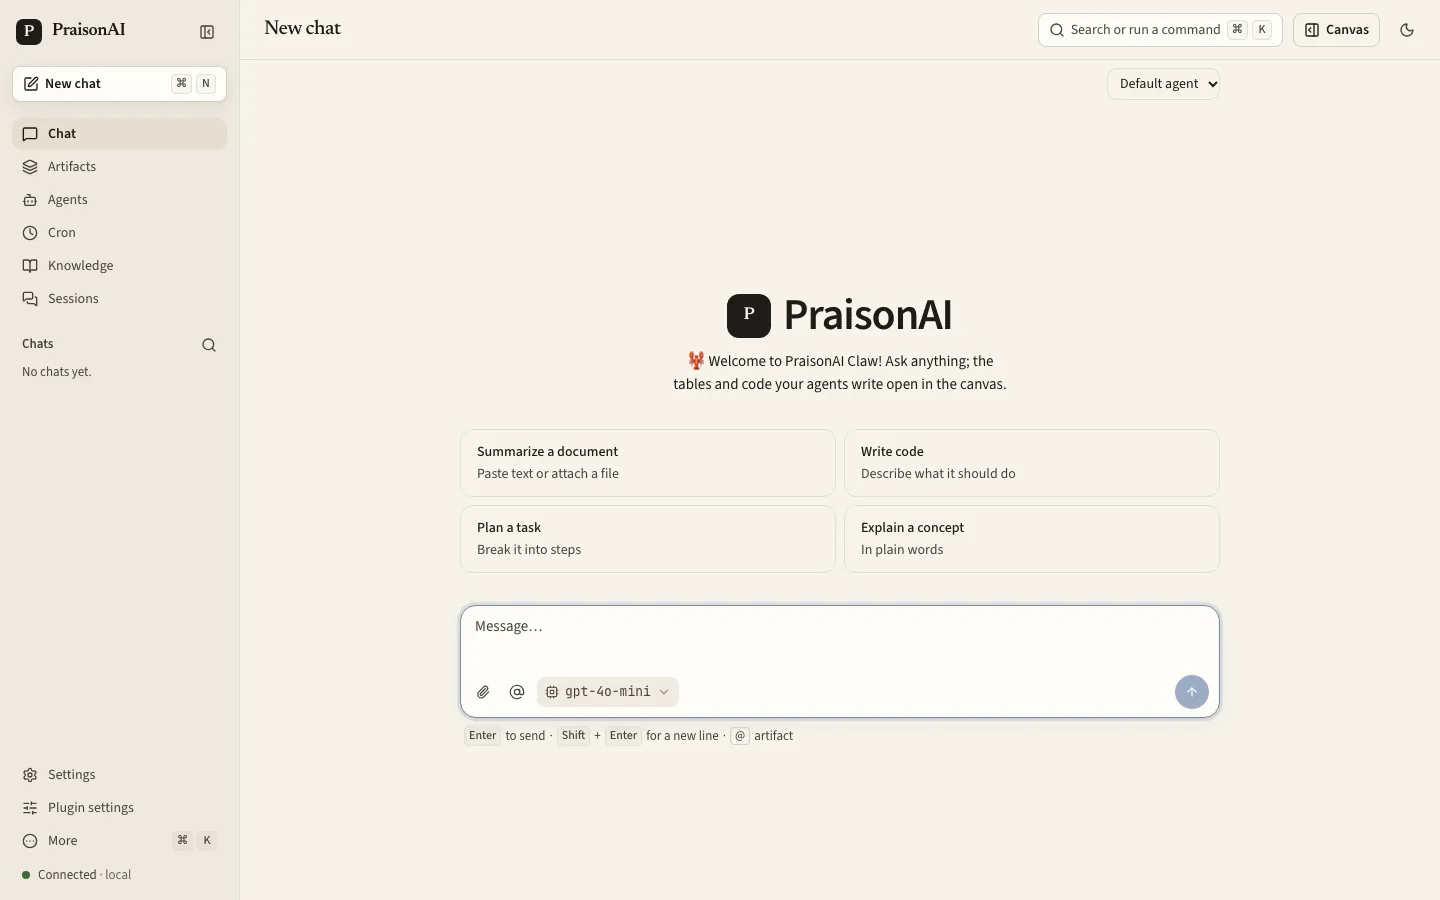 P PraisonAI
New chat ⌘ N
Chat
Artifacts
Agents
Cron
Knowledge
Sessions
Chats
No chats yet.
Settings
Plugin settings
More ⌘ K
Connected · local
New chat
Search or run a command ⌘ K
Canvas
Default agent
P PraisonAI
🦞 Welcome to PraisonAI Claw! Ask anything; the
tables and code your agents write open in the canvas.
Summarize a document
Paste text or attach a file
Write code
Describe what it should do
Plan a task
Break it into steps
Explain a concept
In plain words
Message…
gpt-4o-mini
Enter to send · Shift + Enter for a new line · @ artifact